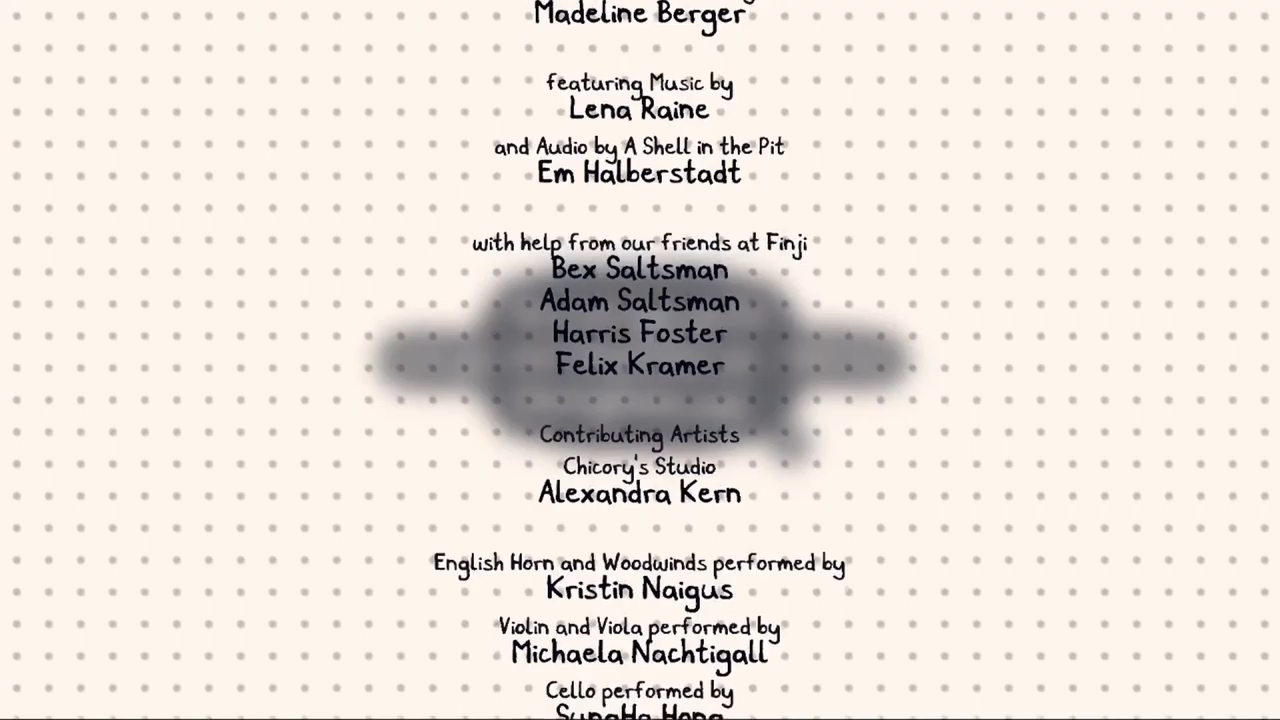 Madeline Berger
featuring Music by
Lena Raine
and Audio by A Shell in the Pit
Em Halberstadt
with help from our friends at Finji
Bex Saltsman
Adam Saltsman
Harris Foster
Felix Kramer
Contributing Artists
Chicory's Studio
Alexandra Kern
English Horn and Woodwinds performed by
Kristin Naigus
Violin and Viola performed by
Michaela Nachtigall
Cello performed by
SungHa Hong